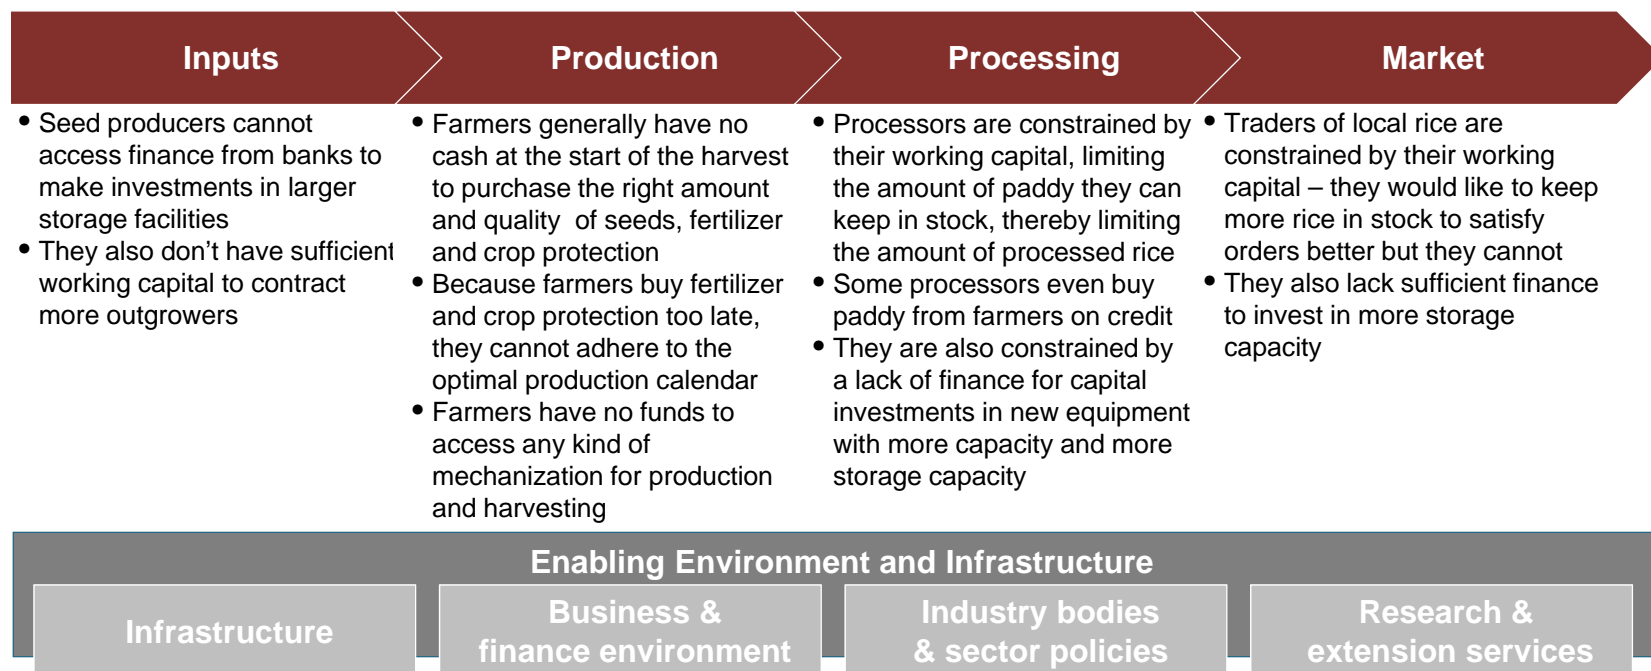 Inputs
Production
Processing
Market
• Seed producers cannot
access finance from banks to
make investments in larger
storage facilities
• They also don’t have sufficient
working capital to contract
more outgrowers
• Farmers generally have no
cash at the start of the harvest
to purchase the right amount
and quality  of seeds, fertilizer
and crop protection
• Because farmers buy fertilizer
and crop protection too late,
they cannot adhere to the
optimal production calendar
• Farmers have no funds to
access any kind of
mechanization for production
and harvesting
• Processors are constrained by
their working capital, limiting
the amount of paddy they can
keep in stock, thereby limiting
the amount of processed rice
• Some processors even buy
paddy from farmers on credit
• They are also constrained by
a lack of finance for capital
investments in new equipment
with more capacity and more
storage capacity
• Traders of local rice are
constrained by their working
capital – they would like to keep
more rice in stock to satisfy
orders better but they cannot
• They also lack sufficient finance
to invest in more storage
capacity
Enabling Environment and Infrastructure
Infrastructure
Business &
finance environment
Industry bodies
& sector policies
Research &
extension services